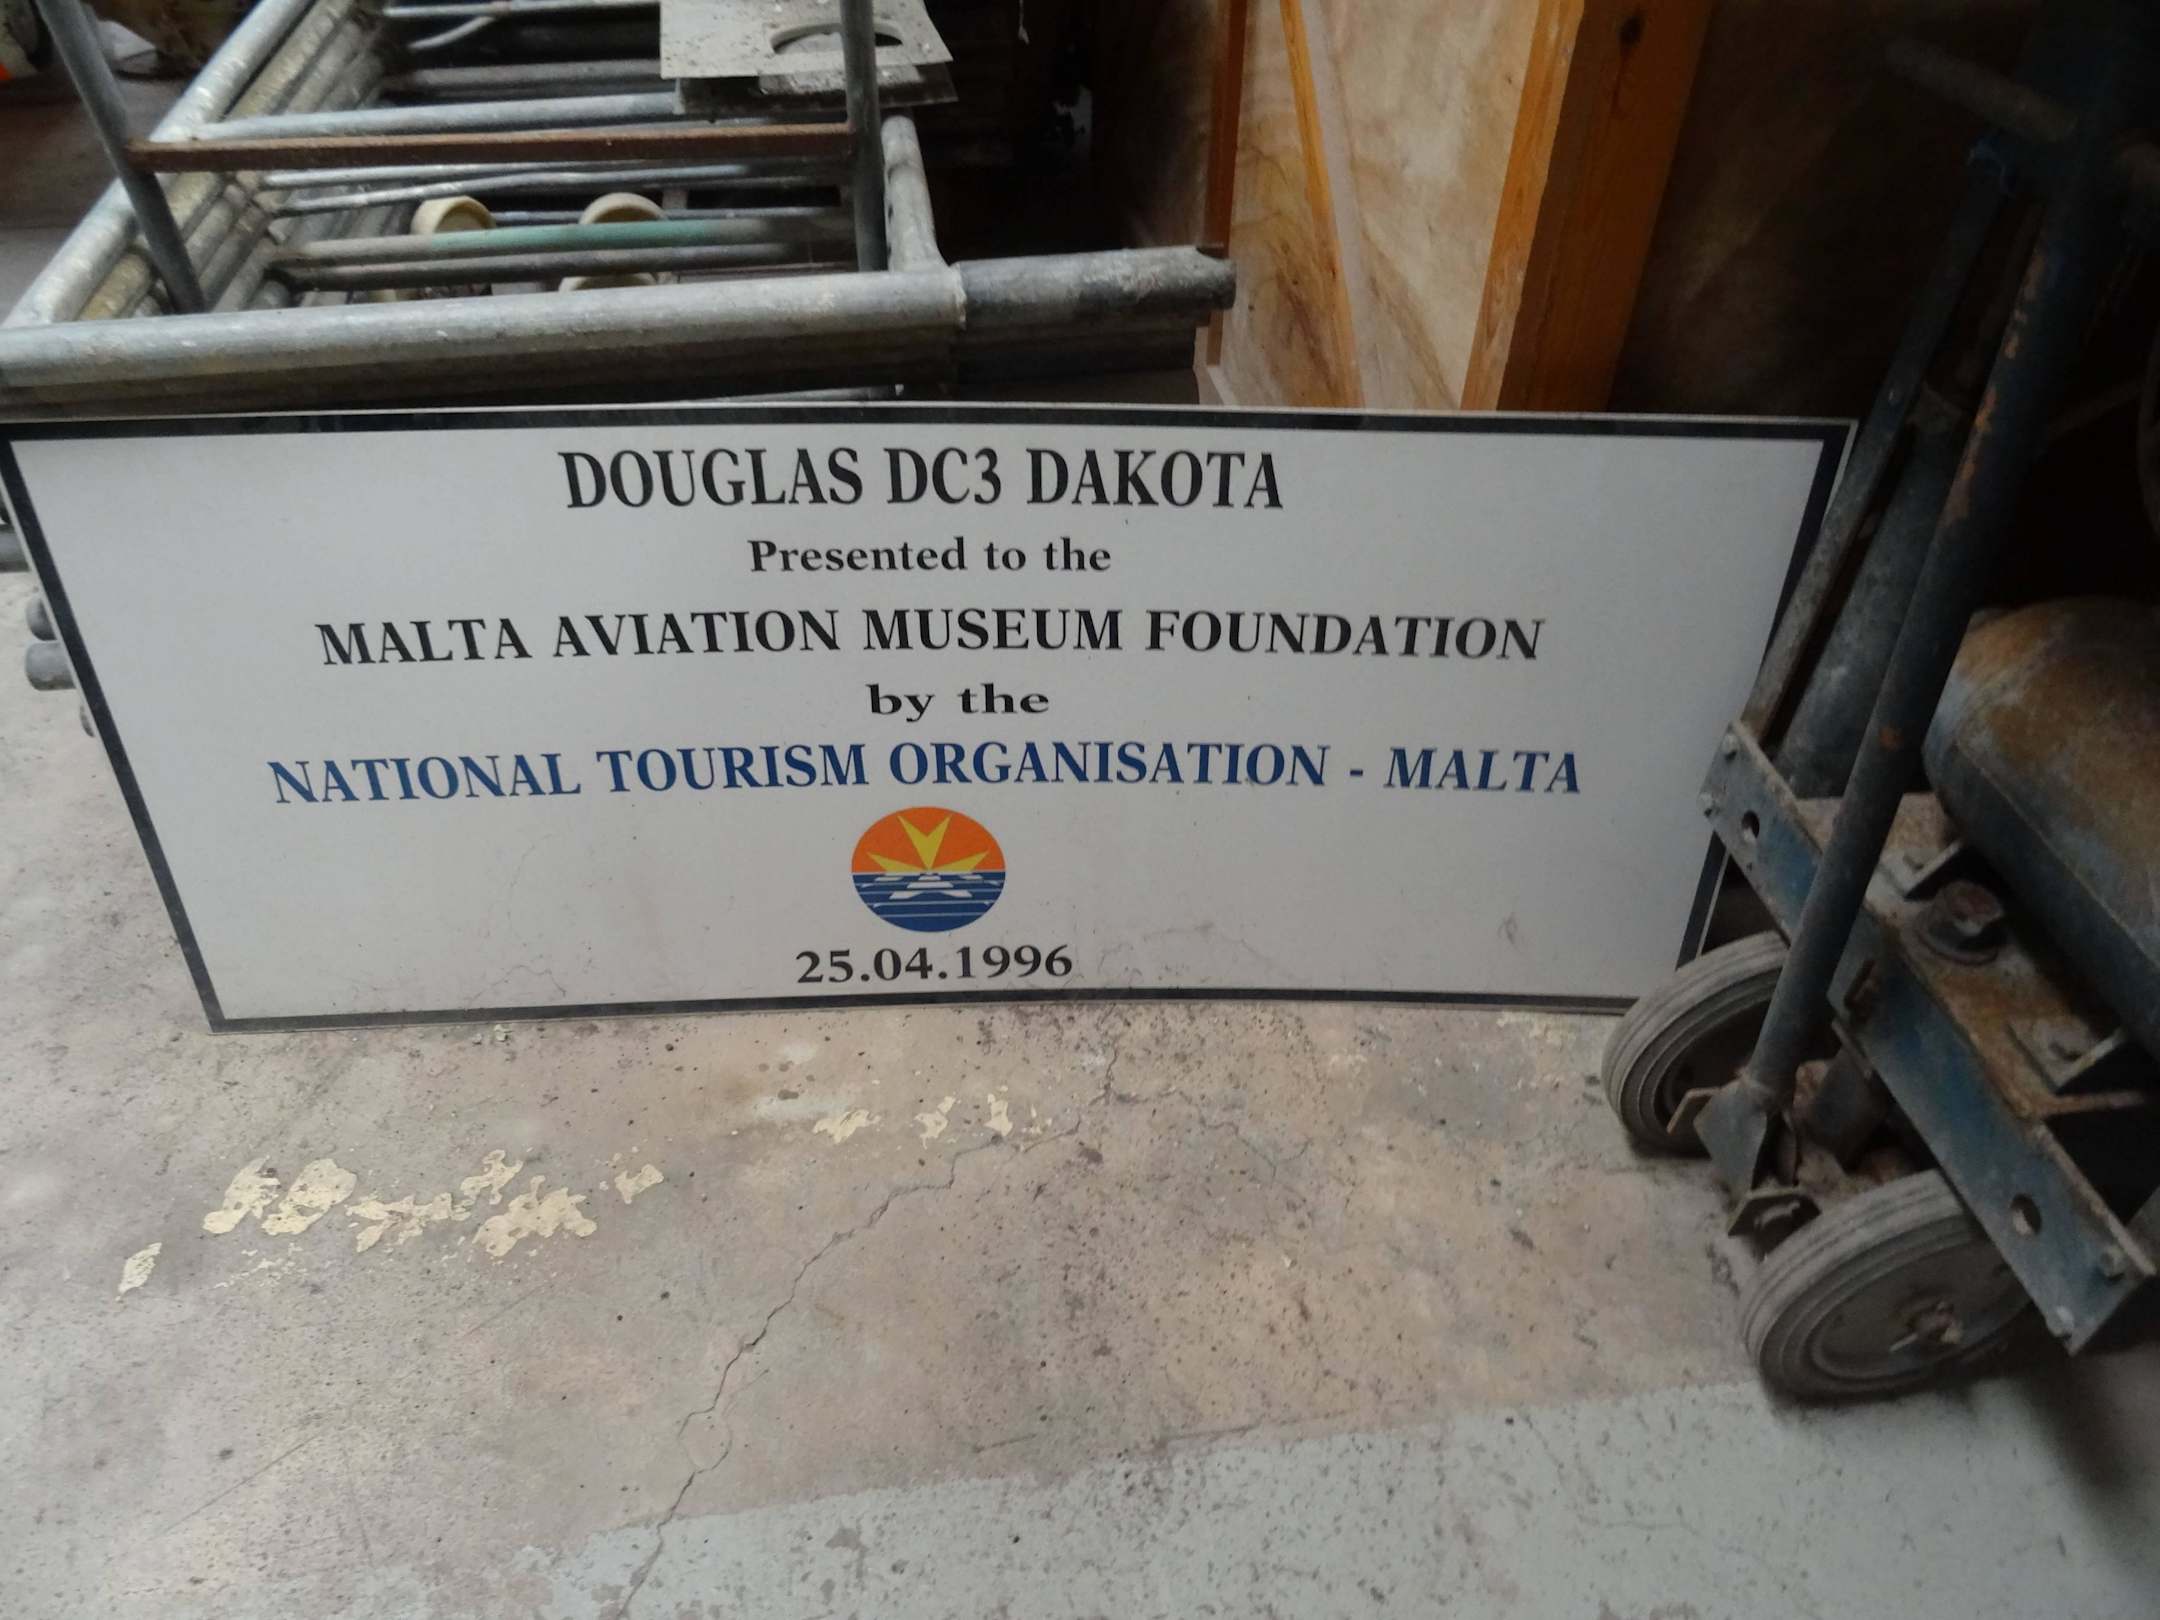 DOUGLAS DC3 DAKOTA
Presented to the
MALTA AVIATION MUSEUM FOUNDATION
by the
NATIONAL TOURISM ORGANISATION - MALTA
25.04.1996